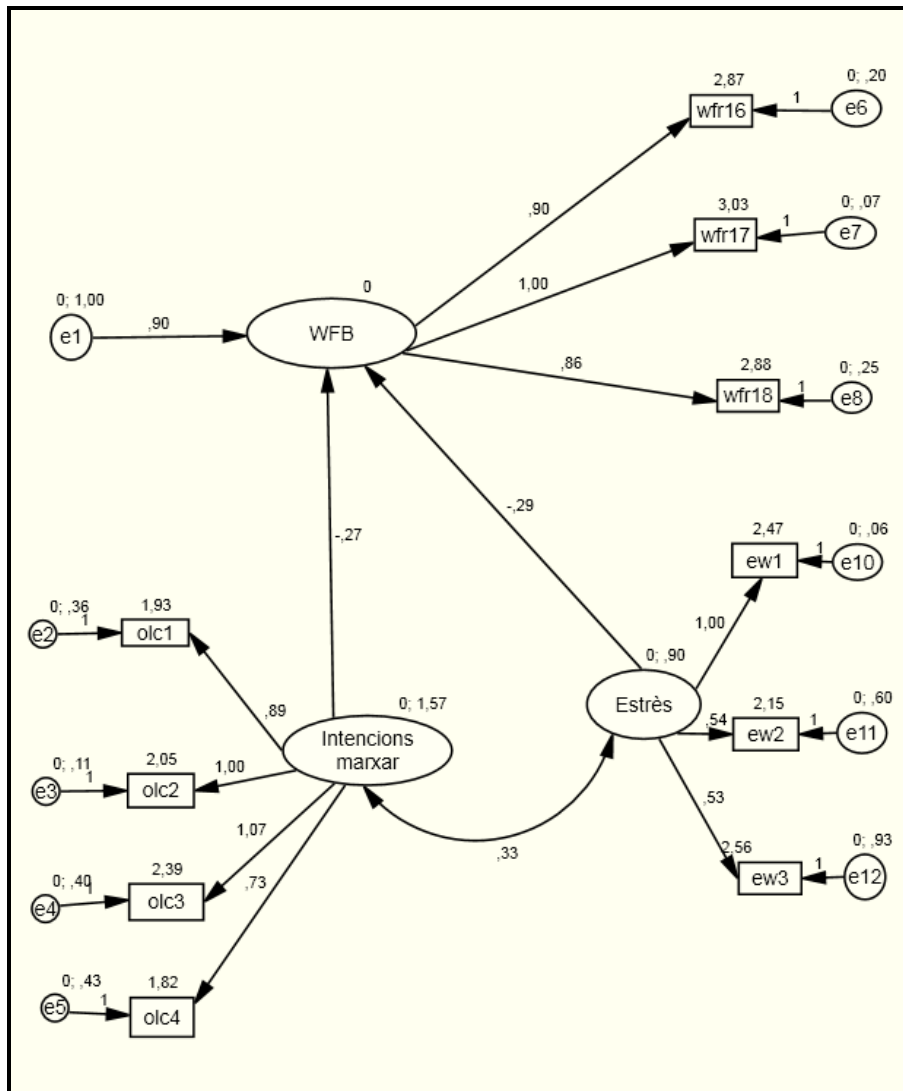 2,87
0; ,20
wfr16
1
e6
,90
3,03
0; ,07
wfr17
1
e7
1,00
0
0; 1,00
e1
,90
WFB
,86
2,88
0; ,25
wfr18
1
e8
-,29
-,27
2,47
0; ,06
ew1
1
e10
1,00
0; ,36
1
1,93
e2
olc1
,89
0; ,90
Estrès
2,15
0; ,60
,54
ew2
1
e11
0; 1,57
Intencions
marxar
0; ,11
1
2,05
1,00
e3
olc2
,53
1,07
,33
2,56
0; ,93
ew3
1
e12
0; ,40
1
2,39
,73
e4
olc3
0; ,43
1
1,82
e5
olc4